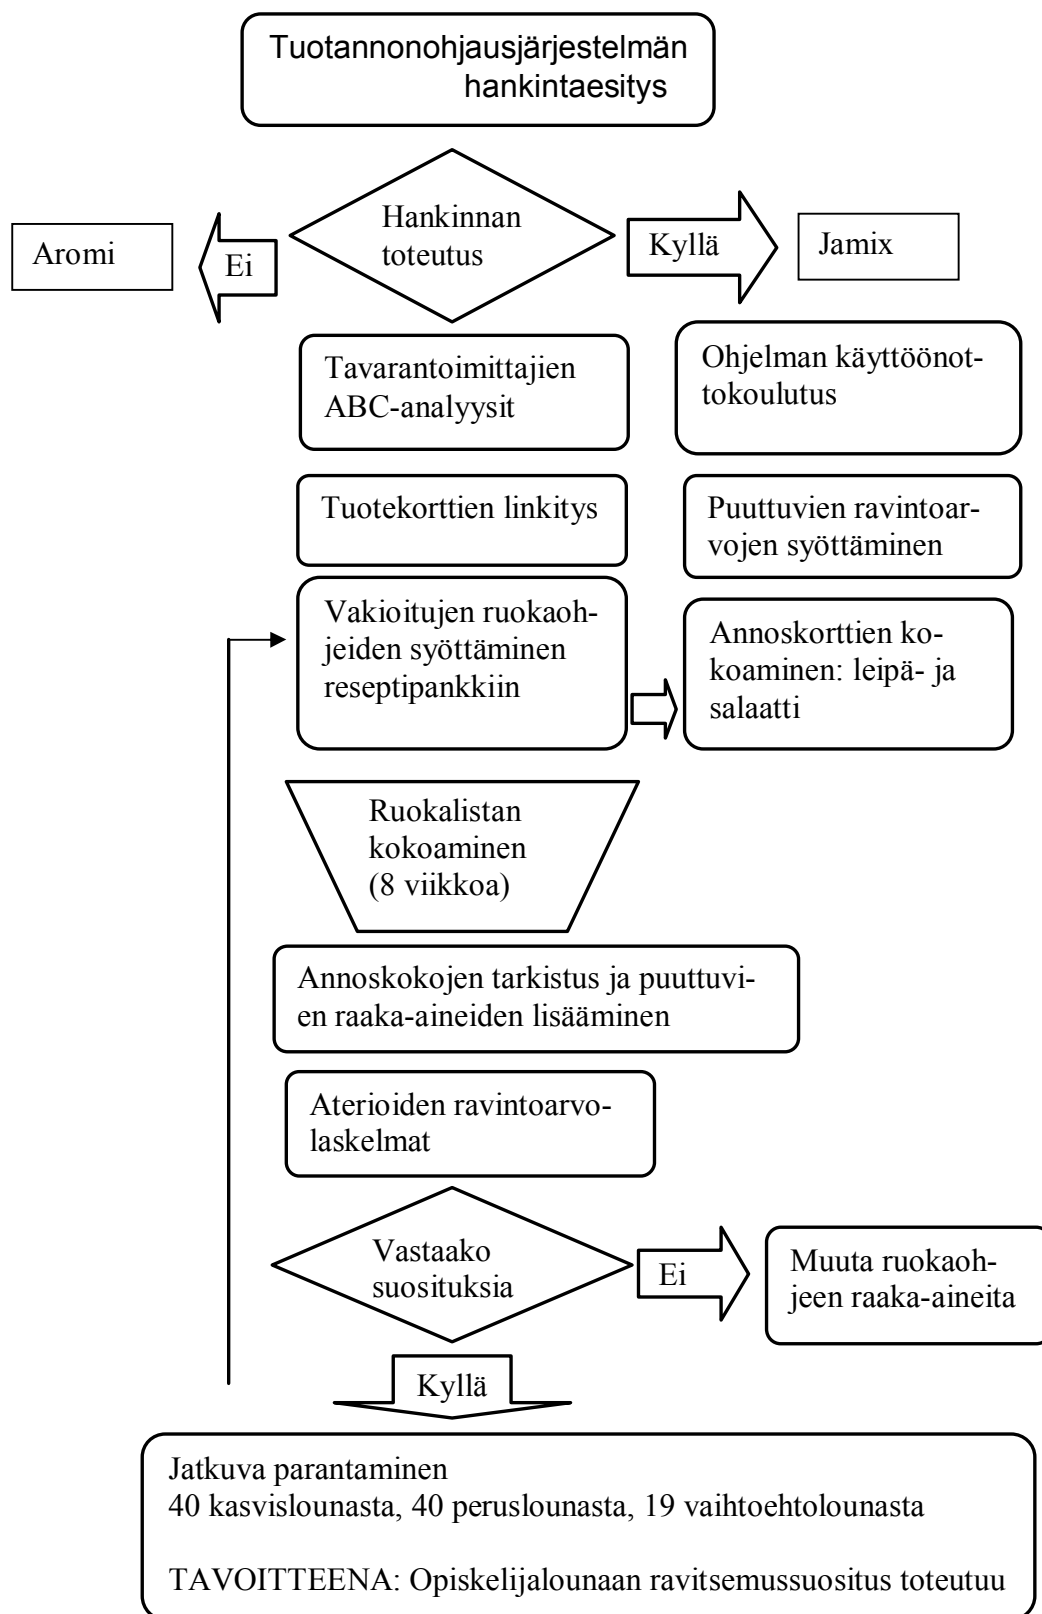 Tuotannonohjausjärjestelmän
hankintaesitys
Hankinnan
toteutus
Aromi
Ei
Kyllä
Jamix
Tavarantoimittajien
ABC-analyysit
Ohjelman käyttöönot-
tokoulutus
Tuotekorttien linkitys
Puuttuvien ravintoar-
vojen syöttäminen
Vakioitujen ruokaoh-
jeiden syöttäminen
reseptipankkiin
Annoskorttien ko-
koaminen: leipä- ja
salaatti
Ruokalistan
kokoaminen
(8 viikkoa)
Annoskokojen tarkistus ja puuttuvi-
en raaka-aineiden lisääminen
Aterioiden ravintoarvo-
laskelmat
Vastaako
suosituksia
Ei
Muuta ruokaoh-
jeen raaka-aineita
Kyllä
Jatkuva parantaminen
40 kasvislounasta, 40 peruslounasta, 19 vaihtoehtolounasta
TAVOITTEENA: Opiskelijalounaan ravitsemussuositus toteutuu